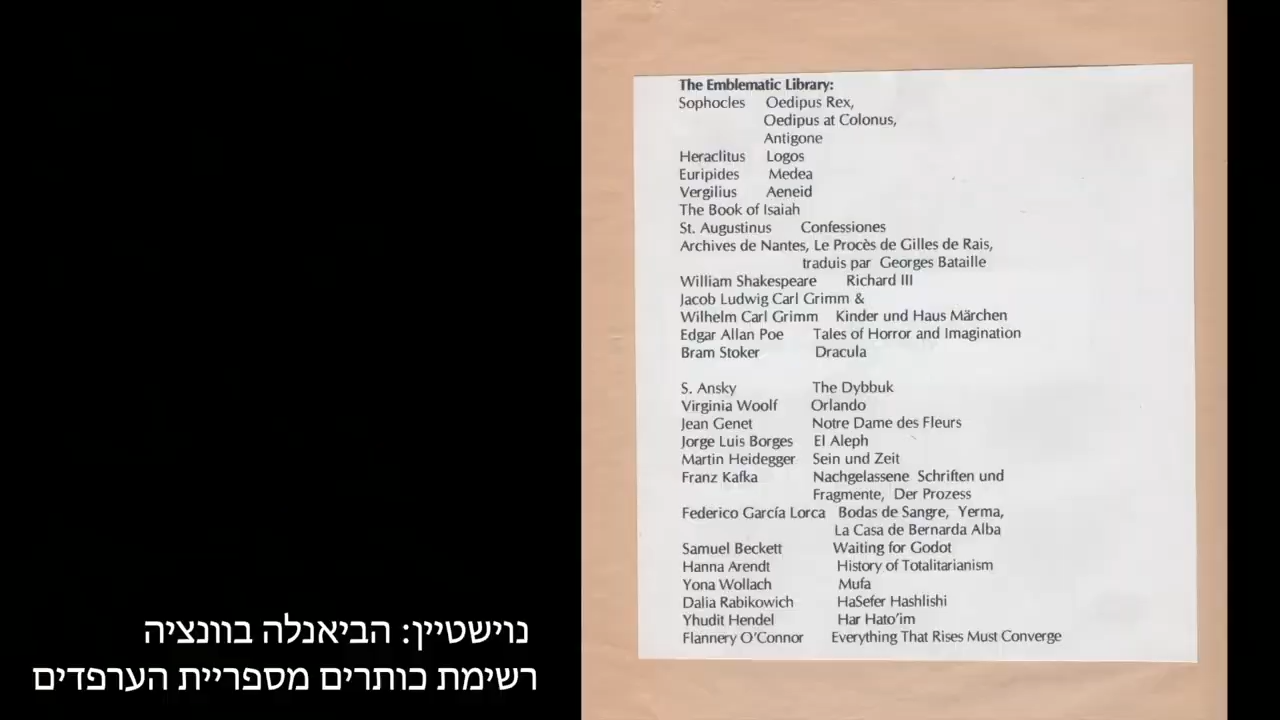 The Emblematic Library:
Sophocles Oedipus Rex,
Oedipus at Colonus,
Antigone
Heraclitus Logos
Euripides Medea
Vergilius Aeneid
The Book of Isaiah
St. Augustinus Confessiones
Archives de Nantes, Le Procès de Gilles de Rais,
traduis par Georges Bataille
William Shakespeare Richard III
Jacob Ludwig Carl Grimm &
Wilhelm Carl Grimm Kinder und Haus Märchen
Edgar Allan Poe Tales of Horror and Imagination
Bram Stoker Dracula
S. Ansky The Dybbuk
Virginia Woolf Orlando
Jean Genet Notre Dame des Fleurs
Jorge Luis Borges El Aleph
Martin Heidegger Sein und Zeit
Franz Kafka Nachgelassene Schriften und
Fragmente, Der Prozess
Federico García Lorca Bodas de Sangre, Yerma,
La Casa de Bernarda Alba
Samuel Beckett Waiting for Godot
Hanna Arendt History of Totalitarianism
Yona Wollach Mufa
Dalia Rabikowich HaSefer Hashlishi
Yhudit Hendel Har Hato'im
Flannery O'Connor Everything That Rises Must Converge
נוישטיין: הביאנלה בוונציה
רשימת כותרים מספריית הערפדים